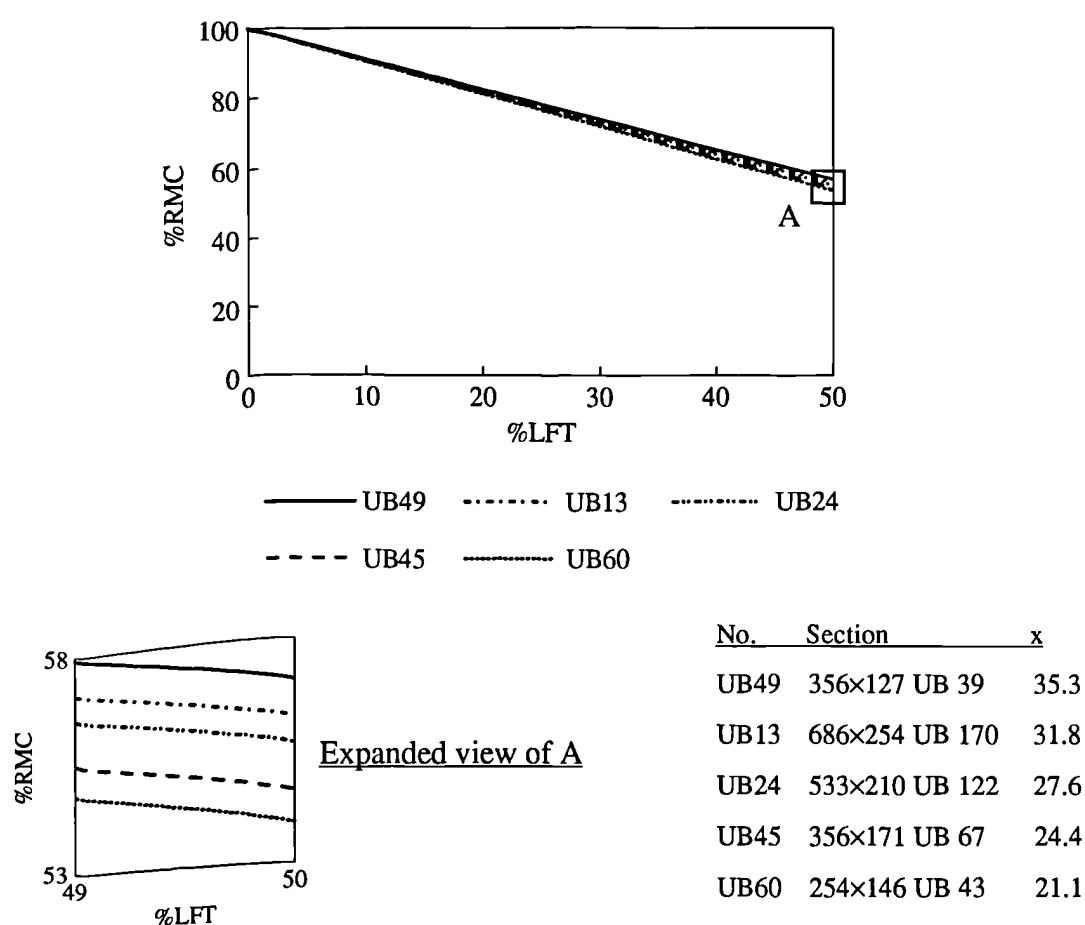 100
80
60
40
20
0
%RMC
A
0 10 20 30 40 50
%LFT
UB49 UB13 UB24
UB45 UB60
58
53
%RMC
49 50
%LFT
Expanded view of A
No. Section x
UB49 356×127 UB 39 35.3
UB13 686×254 UB 170 31.8
UB24 533×210 UB 122 27.6
UB45 356×171 UB 67 24.4
UB60 254×146 UB 43 21.1